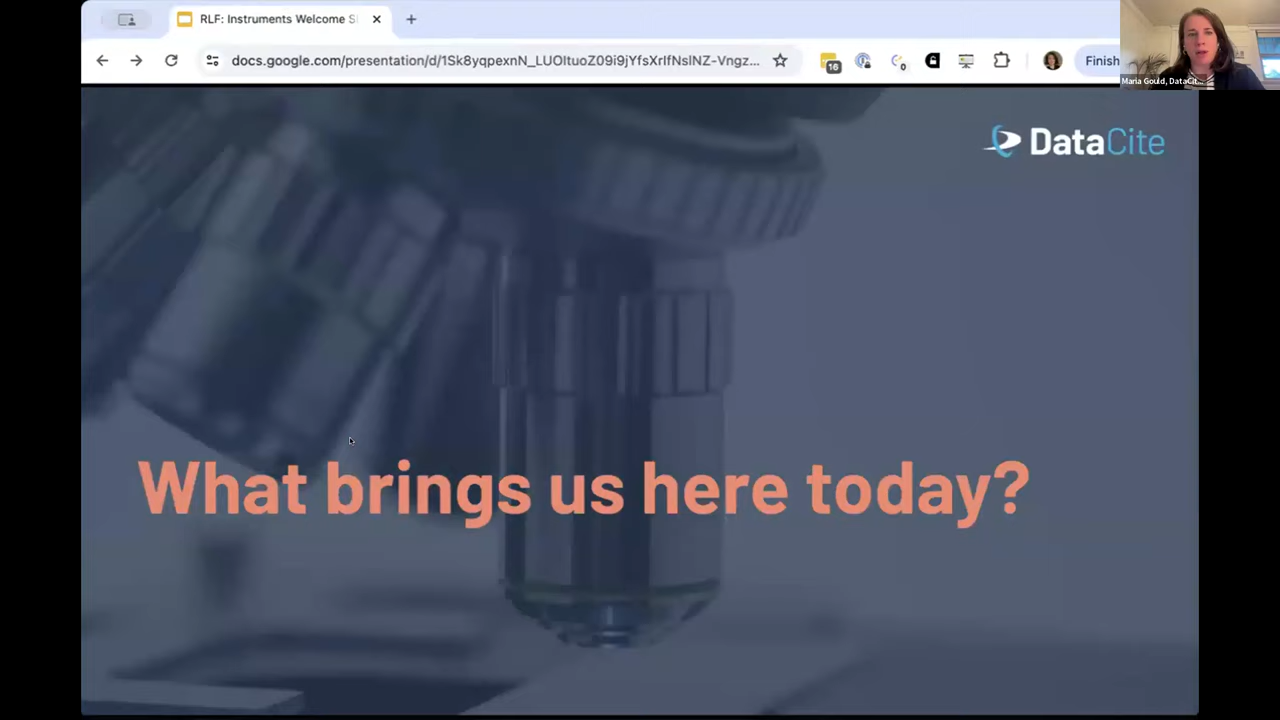 RLF: Instruments Welcome S
docs.google.com/presentation/d/1Sk8yqpexnN_LUOItuoZ09i9jYfsXrIfNsINZ-Vngz...
16
0
Finish
Maria Gould, DataCit...
DataCite
What brings us here today?